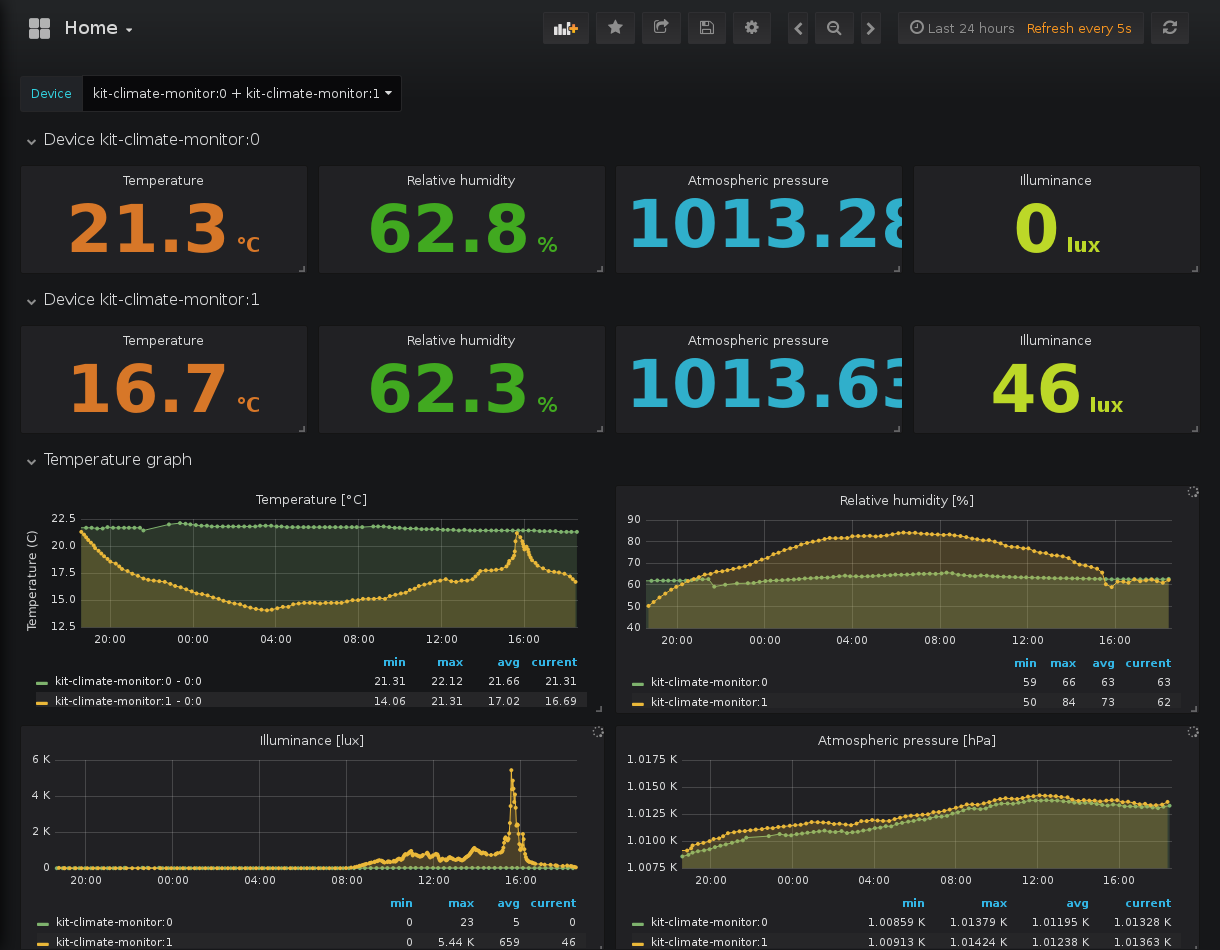 Home
Last 24 hours Refresh every 5s
Device kit-climate-monitor:0 + kit-climate-monitor:1
Device kit-climate-monitor:0
Temperature Relative humidity Atmospheric pressure Illuminance
21.3 °C 62.8 % 1013.28 0 lux
Device kit-climate-monitor:1
Temperature Relative humidity Atmospheric pressure Illuminance
16.7 °C 62.3 % 1013.63 46 lux
Temperature graph
Temperature [°C]
Temperature (C)
22.5
20.0
17.5
15.0
12.5
20:00 00:00 04:00 08:00 12:00 16:00
min max avg current
kit-climate-monitor:0 - 0:0 21.31 22.12 21.66 21.31
kit-climate-monitor:1 - 0:0 14.06 21.31 17.02 16.69
Relative humidity [%]
90
80
70
60
50
40
20:00 00:00 04:00 08:00 12:00 16:00
min max avg current
kit-climate-monitor:0 59 66 63 63
kit-climate-monitor:1 50 84 73 62
Illuminance [lux]
6 K
4 K
2 K
0
20:00 00:00 04:00 08:00 12:00 16:00
min max avg current
kit-climate-monitor:0 0 23 5 0
kit-climate-monitor:1 0 5.44 K 659 46
Atmospheric pressure [hPa]
1.0175 K
1.0150 K
1.0125 K
1.0100 K
1.0075 K
20:00 00:00 04:00 08:00 12:00 16:00
min max avg current
kit-climate-monitor:0 1.00859 K 1.01379 K 1.01195 K 1.01328 K
kit-climate-monitor:1 1.00913 K 1.01424 K 1.01238 K 1.01363 K